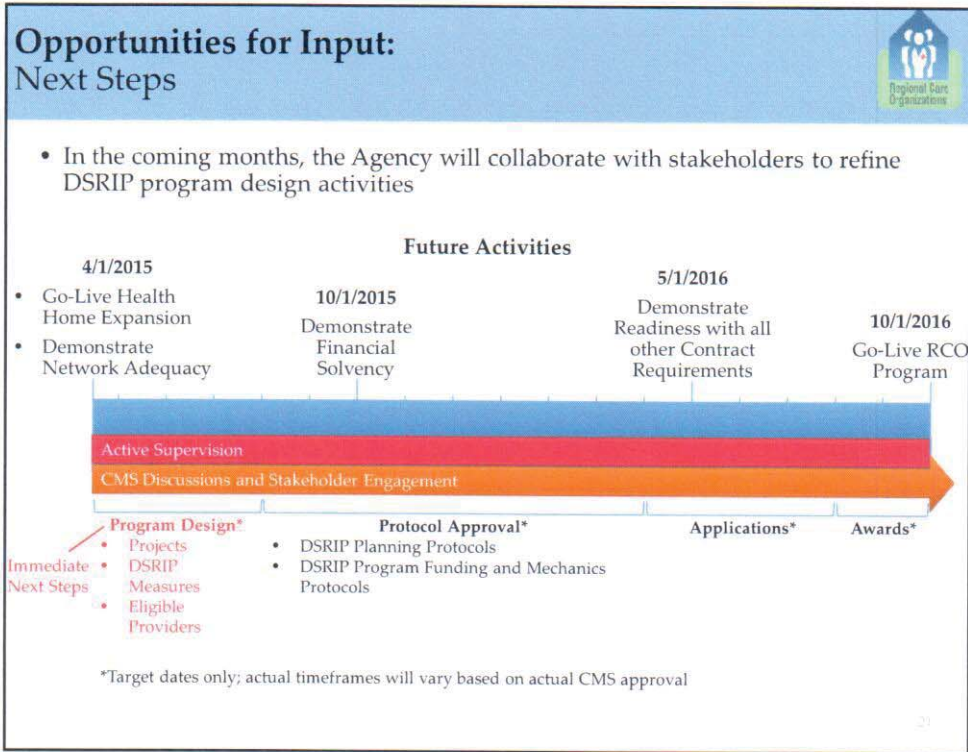 Opportunities for Input:
Next Steps
Regional Care
Organizations
• In the coming months, the Agency will collaborate with stakeholders to refine
DSRIP program design activities
Future Activities
4/1/2015
• Go-Live Health
Home Expansion
• Demonstrate
Network Adequacy
10/1/2015
Demonstrate
Financial
Solvency
5/1/2016
Demonstrate
Readiness with all
other Contract
Requirements
10/1/2016
Go-Live RCO
Program
Active Supervision
CMS Discussions and Stakeholder Engagement
Immediate
Next Steps
Program Design*
• Projects
• DSRIP
Measures
• Eligible
Providers
Protocol Approval*
• DSRIP Planning Protocols
• DSRIP Program Funding and Mechanics
Protocols
Applications*
Awards*
*Target dates only; actual timeframes will vary based on actual CMS approval
21